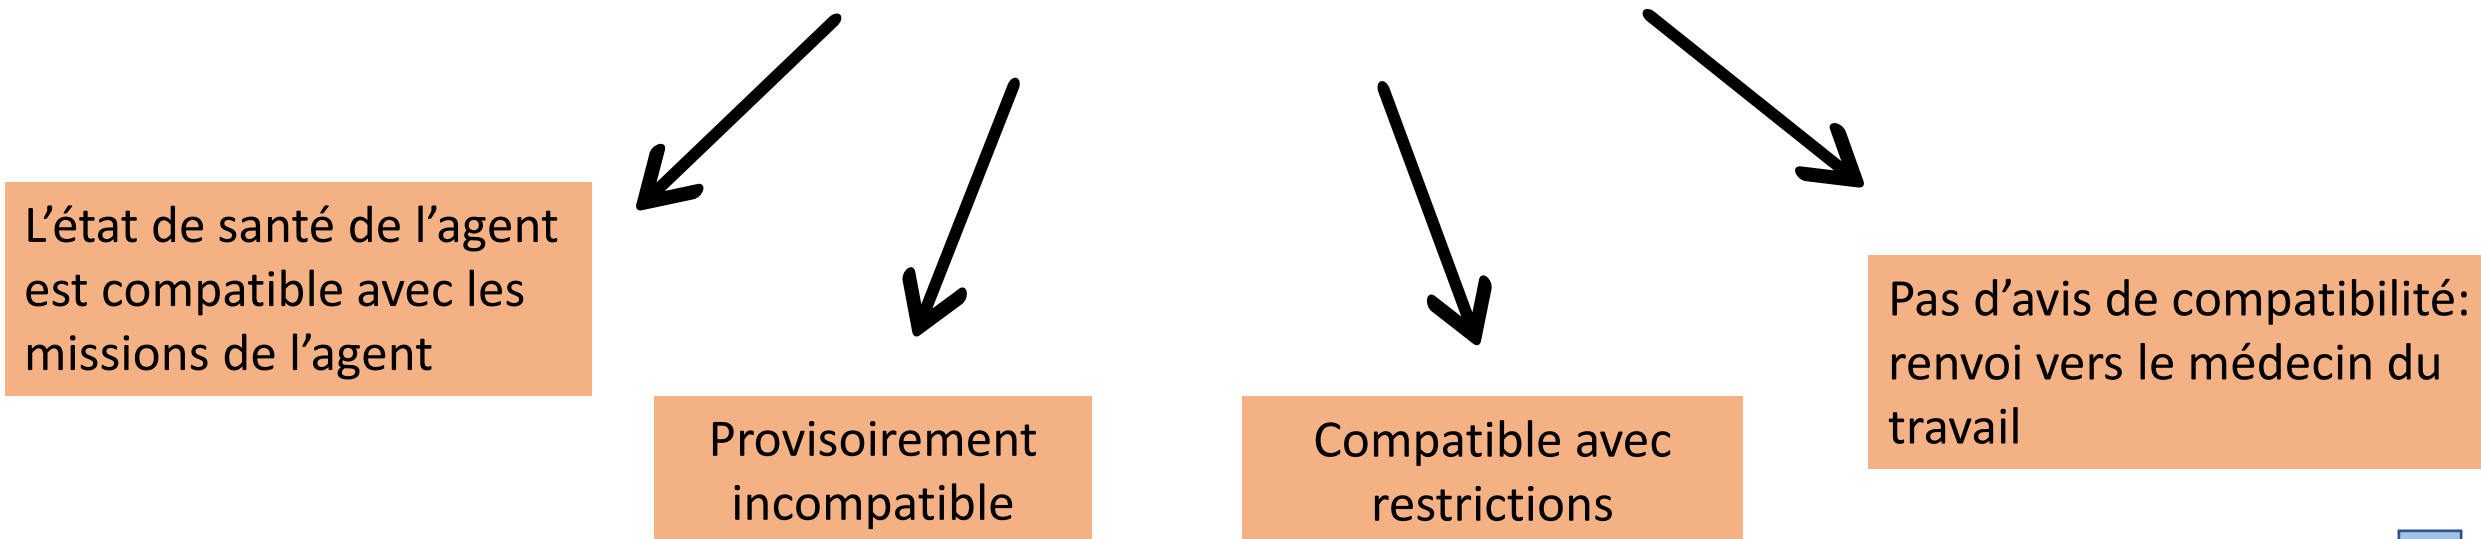 L’état de santé de l’agent
est compatible avec les
missions de l’agent
Provisoirement
incompatible
Compatible avec
restrictions
Pas d’avis de compatibilité:
renvoi vers le médecin du
travail